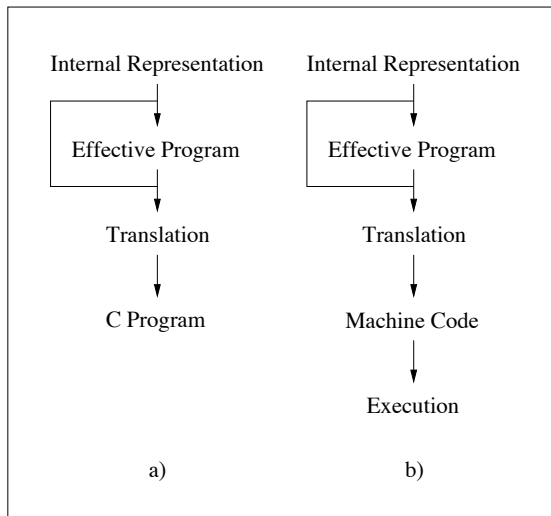 Internal Representation
Effective Program
Translation
C Program
a)
Internal Representation
Effective Program
Translation
Machine Code
Execution
b)